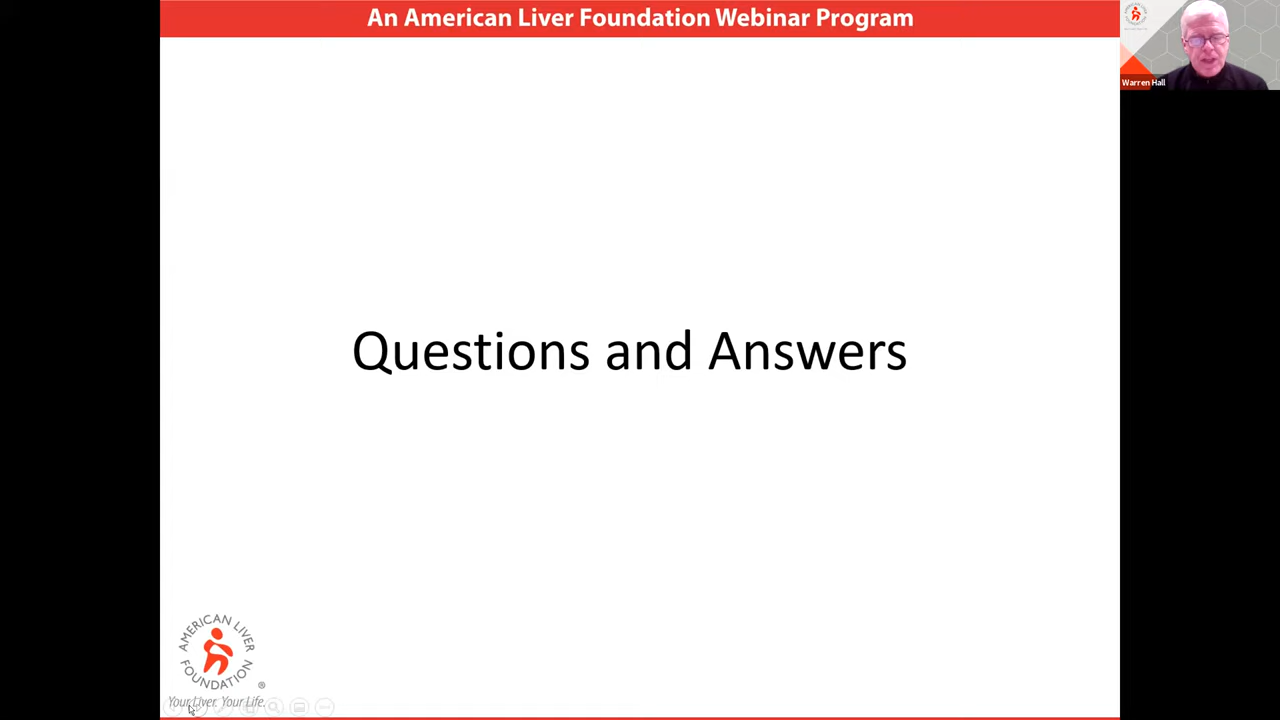 An American Liver Foundation Webinar Program
Warren Hall
Questions and Answers
AMERICAN LIVER
FOUNDATION
®
Your Liver. Your Life.